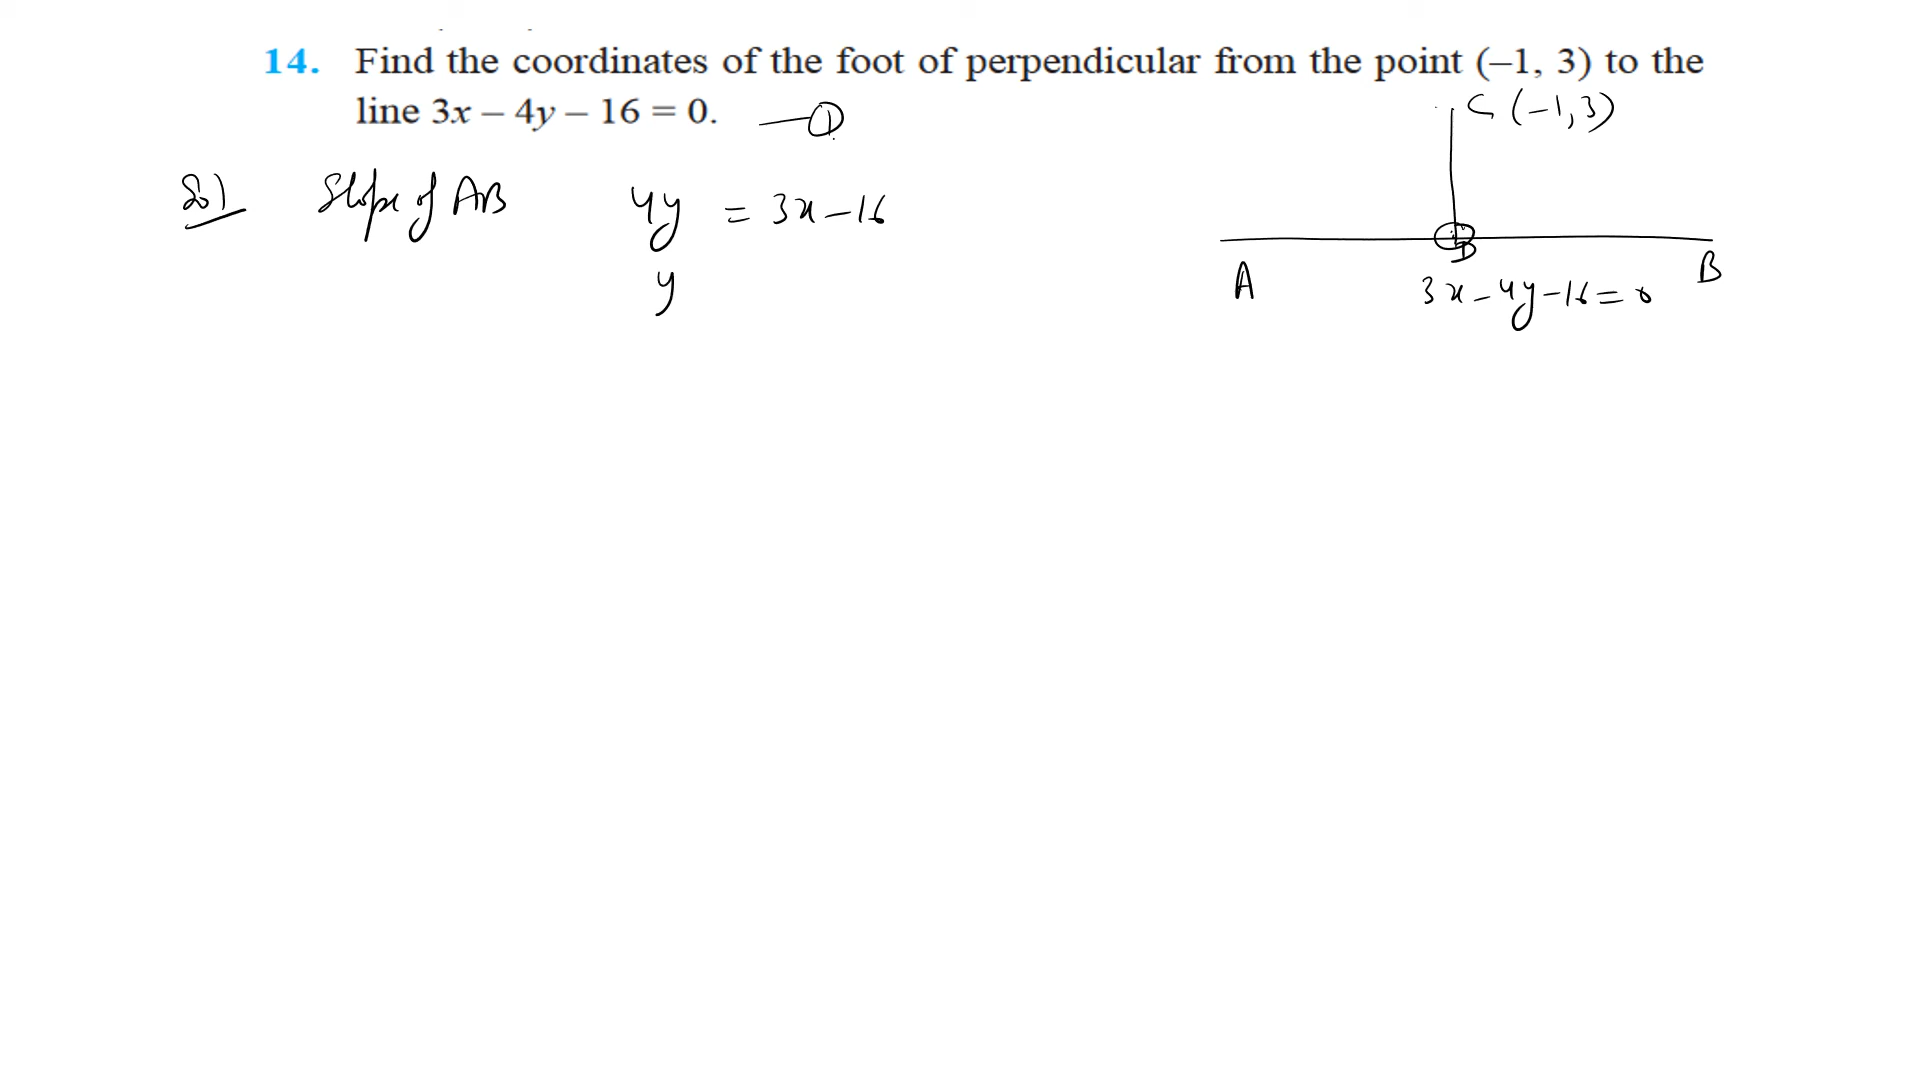 14. Find the coordinates of the foot of perpendicular from the point (–1, 3) to the
line 3x – 4y – 16 = 0. —①
C (-1,3)
Sol Slope of AB 4y = 3x-16
D
A B
3x-4y-16=0
y